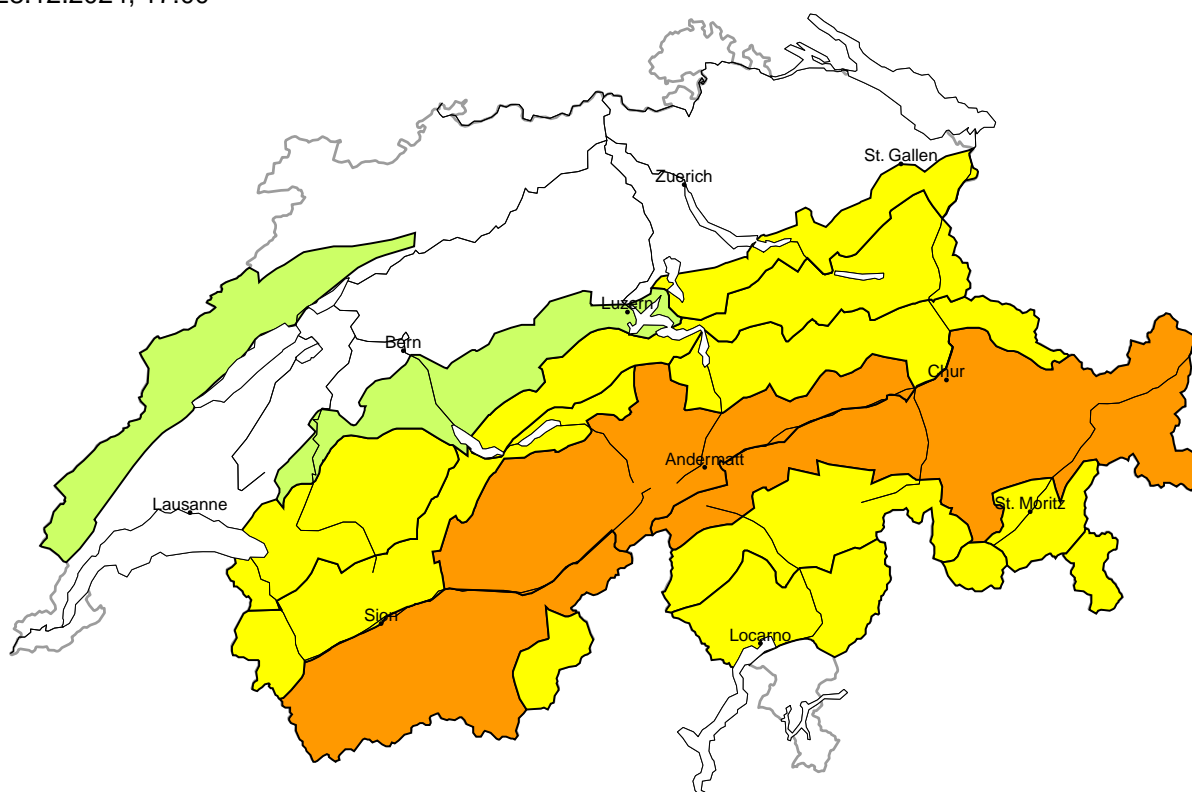 St. Gallen
Zuerich
Luzern
Bern
Chur
Andermatt
Lausanne
St. Moritz
Sion
Locarno